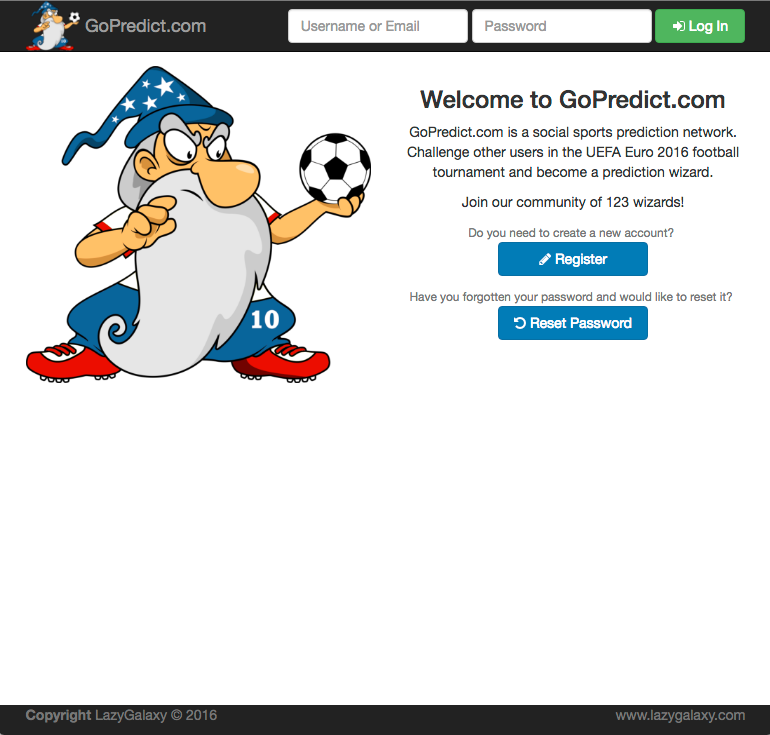 GoPredict.com Username or Email Password Log In
Welcome to GoPredict.com
GoPredict.com is a social sports prediction network.
Challenge other users in the UEFA Euro 2016 football
tournament and become a prediction wizard.
Join our community of 123 wizards!
Do you need to create a new account?
Register
Have you forgotten your password and would like to reset it?
Reset Password
10
Copyright LazyGalaxy © 2016 www.lazygalaxy.com